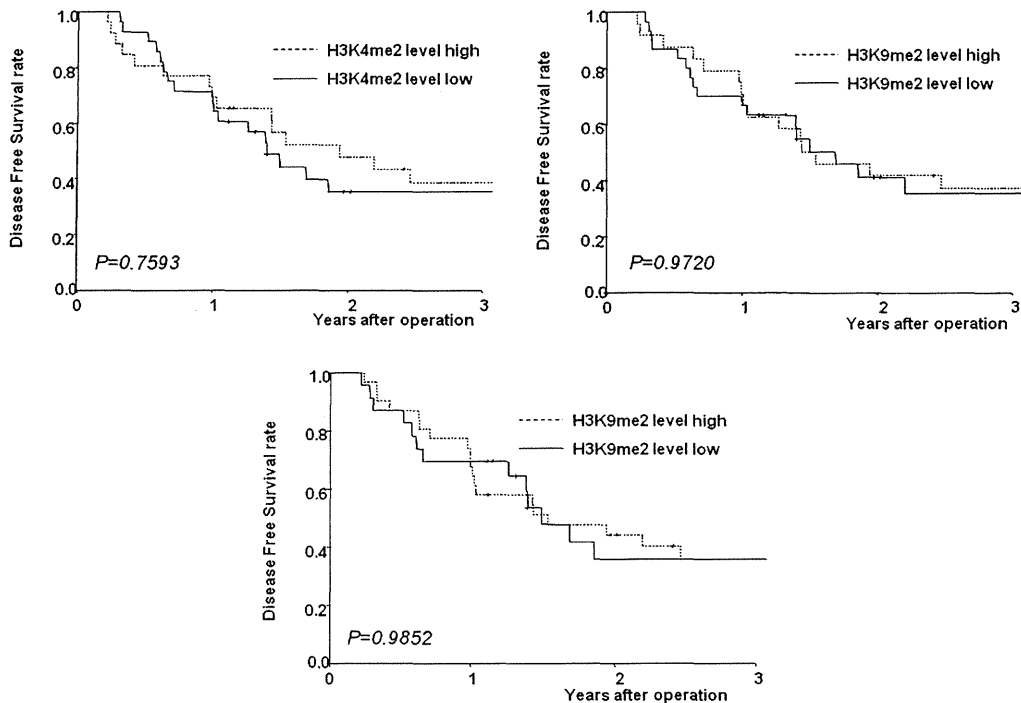 Disease Free Survival rate
1.0
0.8
0.6
0.4
0.2
0.0
H3K4me2 level high
H3K4me2 level low
P=0.7593
0
1
2
3
Years after operation
Disease Free Survival rate
1.0
0.8
0.6
0.4
0.2
0.0
H3K9me2 level high
H3K9me2 level low
P=0.9720
0
1
2
3
Years after operation
Disease Free Survival rate
1.0
0.8
0.6
0.4
0.2
0.0
H3K9me2 level high
H3K9me2 level low
P=0.9852
0
1
2
3
Years after operation